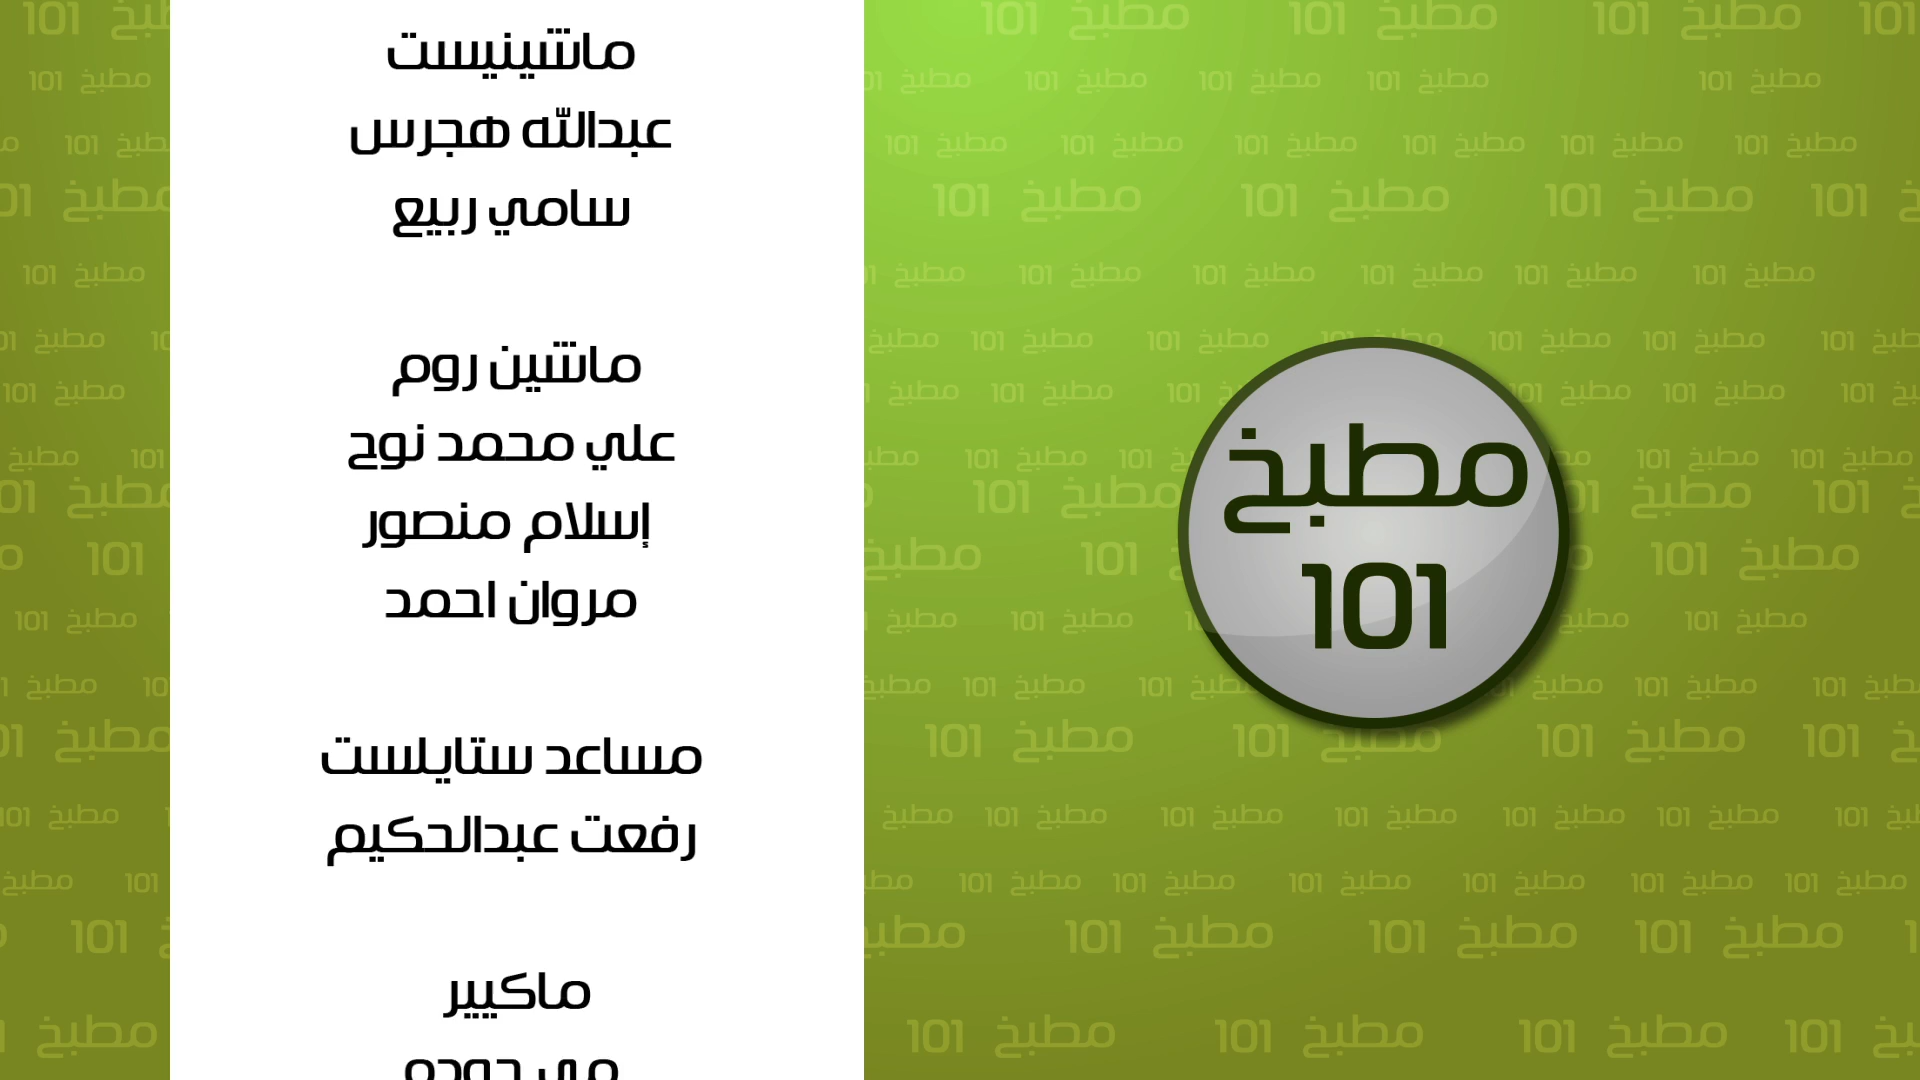 ماشينيست
عبدالله هجرس
سامي ربيع
ماشين روم
علي محمد نوح
إسلام منصور
مروان احمد
مساعد ستايلست
رفعت عبدالحكيم
ماكيير
مطبخ
101